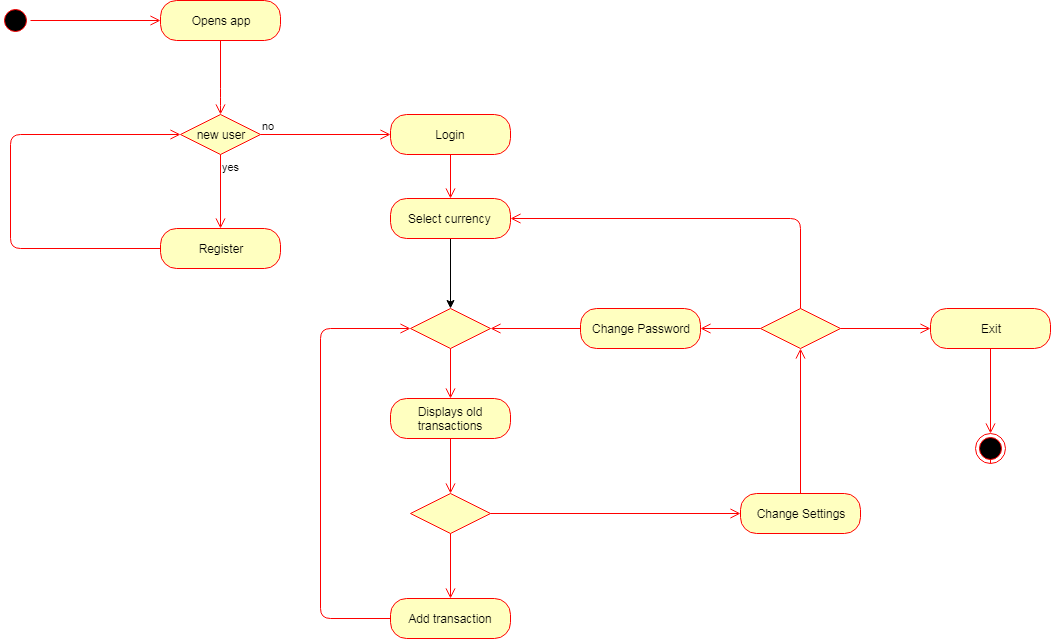 Opens app
new user
no
Login
yes
Select currency
Register
Change Password
Exit
Displays old
transactions
Change Settings
Add transaction